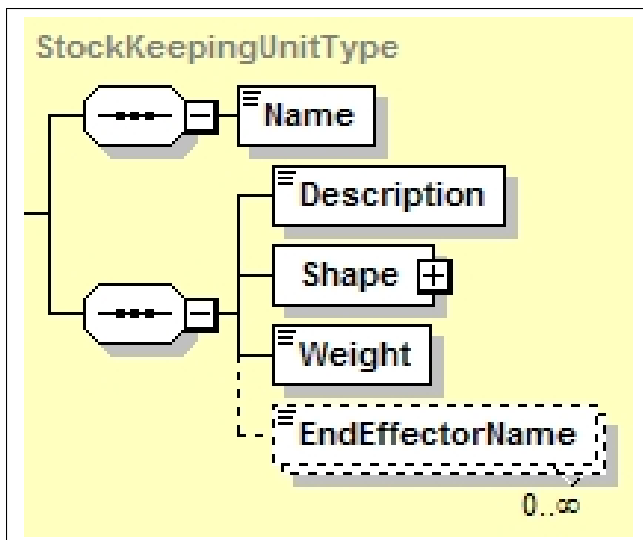 StockKeepingUnitType
Name
Description
Shape
Weight
EndEffectorName
0..∞